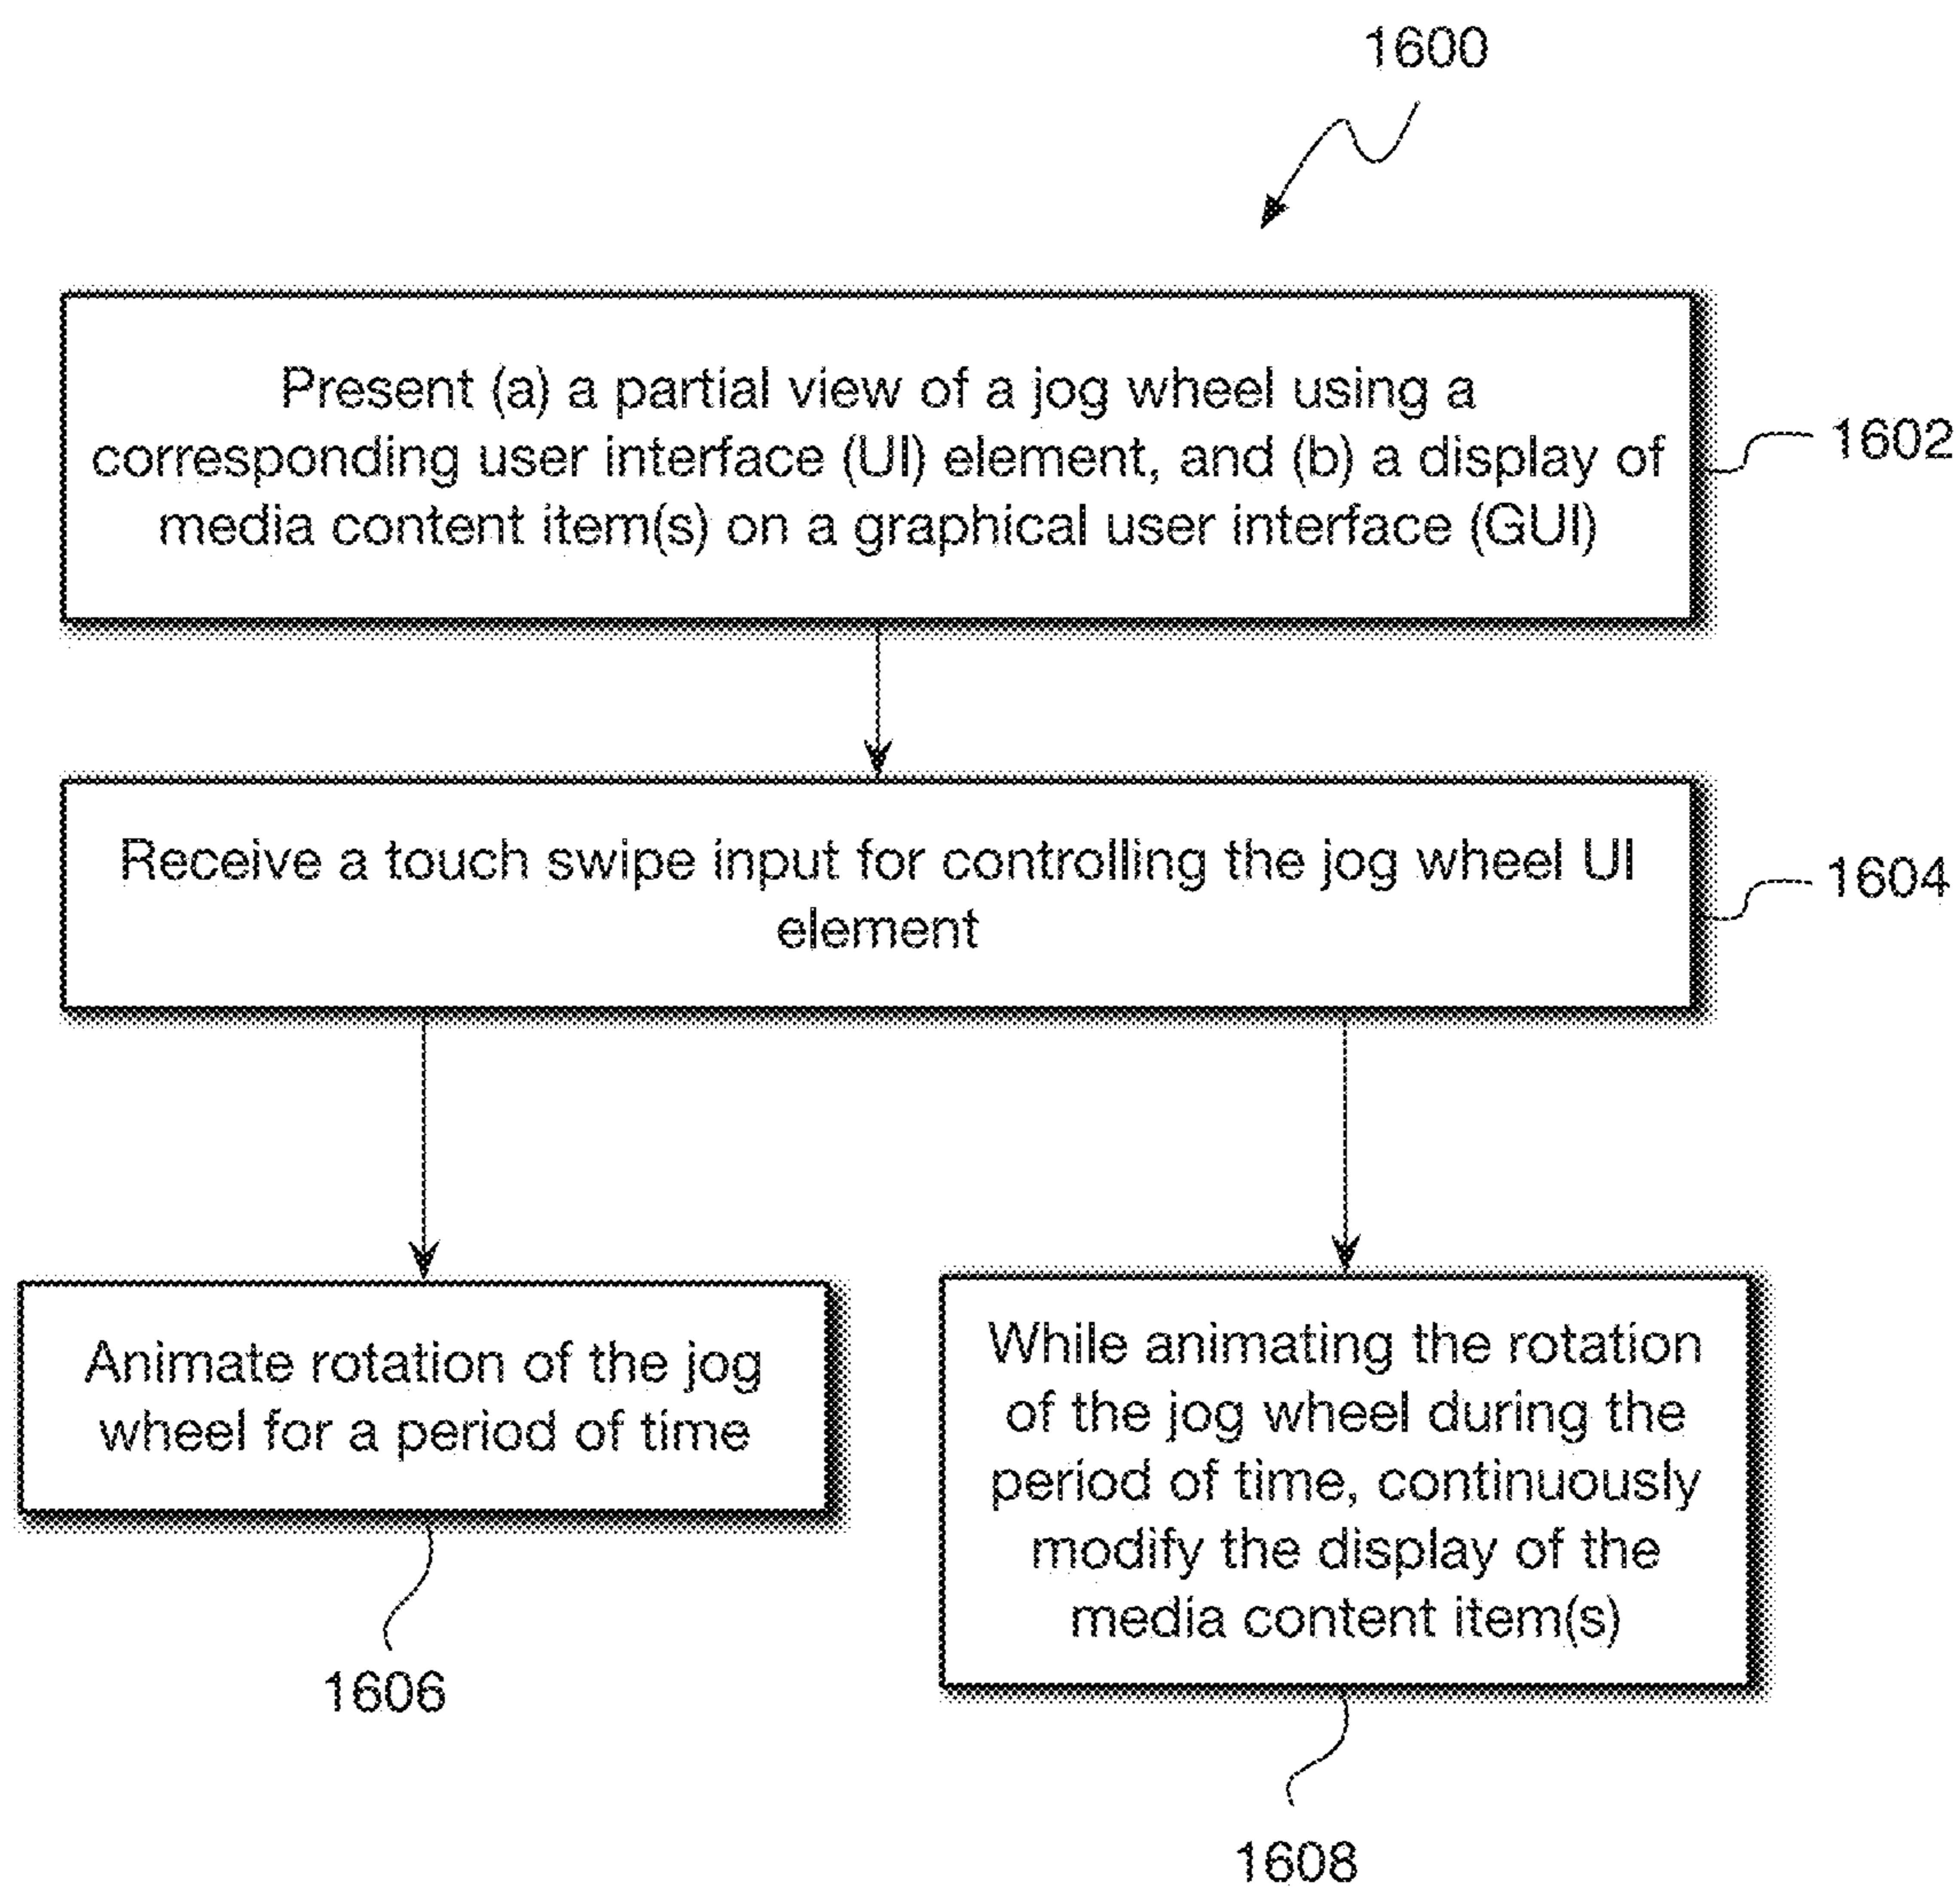 1600
Present (a) a partial view of a jog wheel using a
corresponding user interface (UI) element, and (b) a display of
media content item(s) on a graphical user interface (GUI)
1602
Receive a touch swipe input for controlling the jog wheel UI
element
1604
Animate rotation of the jog
wheel for a period of time
1606
While animating the rotation
of the jog wheel during the
period of time, continuously
modify the display of the
media content item(s)
1608